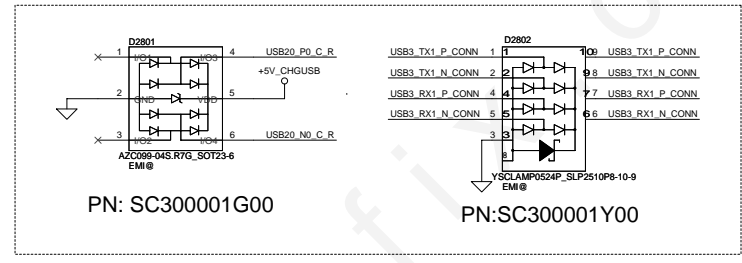 D2801
1 I/O1 I/O3 4 USB20_P0_C_R
+5V_CHGUSB
2 GND VDD 5
3 I/O2 I/O4 6 USB20_N0_C_R
AZC099-04S.R7G_SOT23-6
EMI@
PN: SC300001G00
D2802
USB3_TX1_P_CONN 1 1 10 9 USB3_TX1_P_CONN
USB3_TX1_N_CONN 2 2 9 8 USB3_TX1_N_CONN
USB3_RX1_P_CONN 4 4 7 7 USB3_RX1_P_CONN
USB3_RX1_N_CONN 5 5 6 6 USB3_RX1_N_CONN
3 3
8
YSCLAMP0524P_SLP2510P8-10-9
EMI@
PN:SC300001Y00